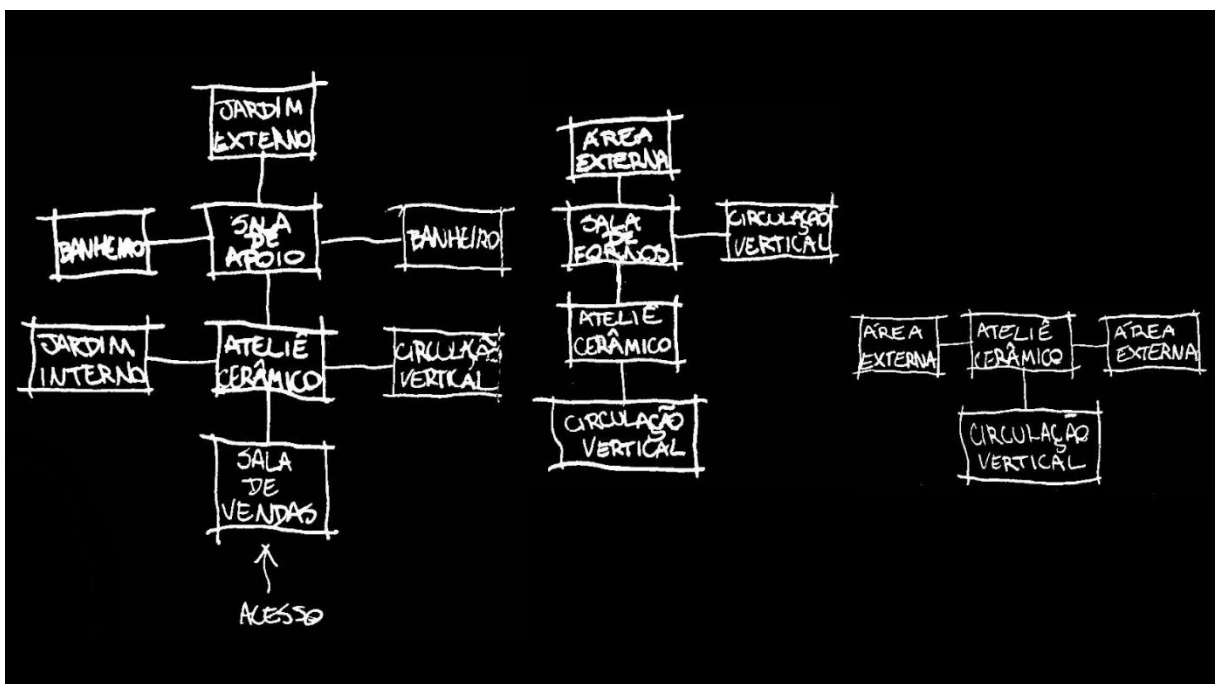 JARDIM
EXTERNO
BANHEIRO
SALA
DE
APOIO
BANHEIRO
JARDIM
INTERNO
ATELIÊ
CERÂMICO
CIRCULAÇÃO
VERTICAL
SALA
DE
VENDAS
ACESSO
ÁREA
EXTERNA
SALA
DE
FORNOS
CIRCULAÇÃO
VERTICAL
ATELIÊ
CERÂMICO
CIRCULAÇÃO
VERTICAL
ÁREA
EXTERNA
ATELIÊ
CERÂMICO
ÁREA
EXTERNA
CIRCULAÇÃO
VERTICAL